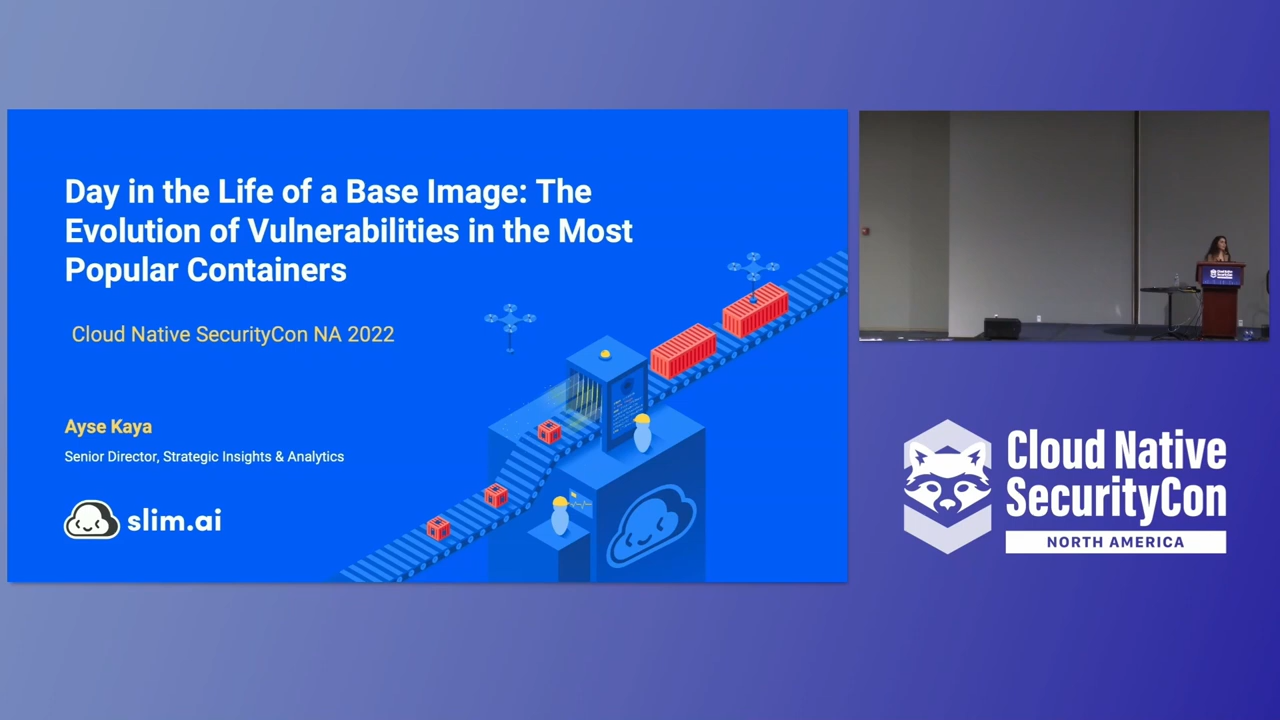 Day in the Life of a Base Image: The
Evolution of Vulnerabilities in the Most
Popular Containers
Cloud Native SecurityCon NA 2022
Ayse Kaya
Senior Director, Strategic Insights & Analytics
slim.ai
Cloud Native
SecurityCon
NORTH AMERICA